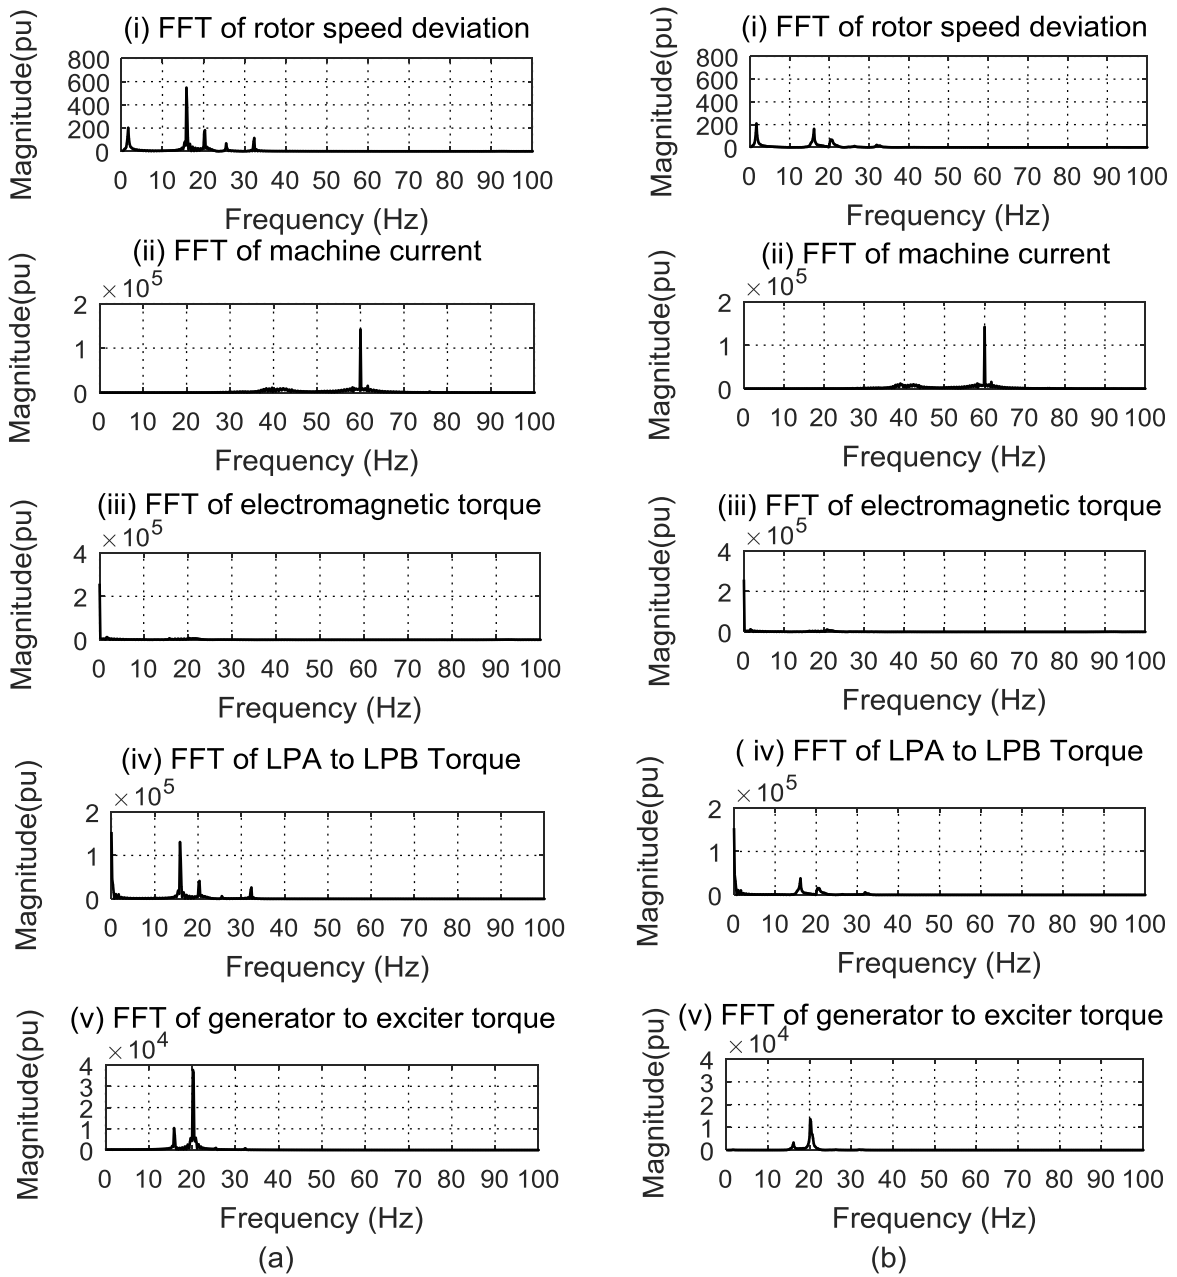 (i) FFT of rotor speed deviation
Magnitude(pu)
800
600
400
200
0
0 10 20 30 40 50 60 70 80 90 100
Frequency (Hz)
(ii) FFT of machine current
× 10^5
Magnitude(pu)
2
1
0
0 10 20 30 40 50 60 70 80 90 100
Frequency (Hz)
(iii) FFT of electromagnetic torque
× 10^5
Magnitude(pu)
4
2
0
0 10 20 30 40 50 60 70 80 90 100
Frequency (Hz)
(iv) FFT of LPA to LPB Torque
× 10^5
Magnitude(pu)
2
1
0
0 10 20 30 40 50 60 70 80 90 100
Frequency (Hz)
(v) FFT of generator to exciter torque
× 10^4
Magnitude(pu)
4
3
2
1
0
0 10 20 30 40 50 60 70 80 90 100
Frequency (Hz)
(a)
(i) FFT of rotor speed deviation
Magnitude(pu)
800
600
400
200
0
0 10 20 30 40 50 60 70 80 90 100
Frequency (Hz)
(ii) FFT of machine current
× 10^5
Magnitude(pu)
2
1
0
0 10 20 30 40 50 60 70 80 90 100
Frequency (Hz)
(iii) FFT of electromagnetic torque
× 10^5
Magnitude(pu)
4
2
0
0 10 20 30 40 50 60 70 80 90 100
Frequency (Hz)
( iv) FFT of LPA to LPB Torque
× 10^5
Magnitude(pu)
2
1
0
0 10 20 30 40 50 60 70 80 90 100
Frequency (Hz)
(v) FFT of generator to exciter torque
× 10^4
Magnitude(pu)
4
3
2
1
0
0 10 20 30 40 50 60 70 80 90 100
Frequency (Hz)
(b)